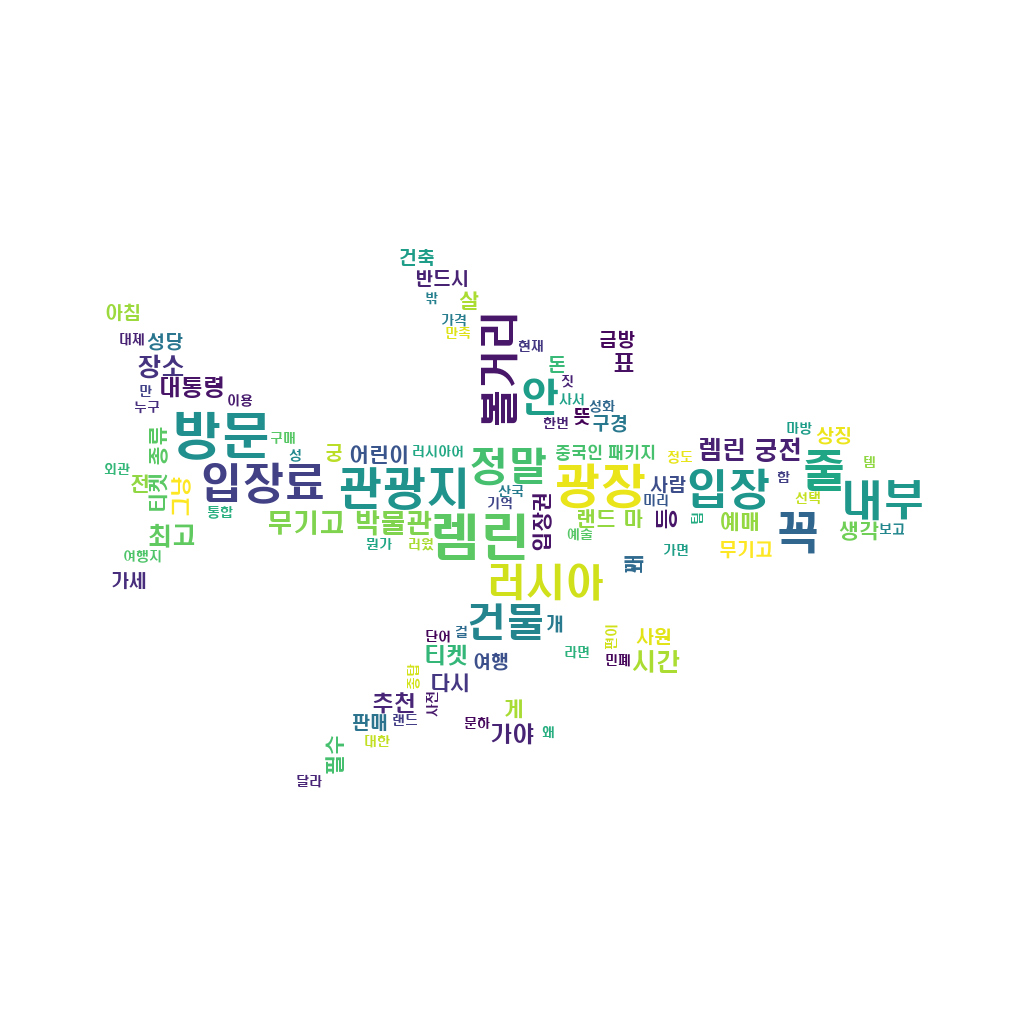 건축
반드시
밖
살
아침
가격
만족
볼거리
대제
성당
현재
금방
표
장소
돈
대통령
짓
만
이용
안
사서
누구
성화
방문
한번
뜻
구경
마방
상징
종류
구매
궁
어린이
러시아어
정말
중국인 패키지
정도
렘린 궁전
줄
템
외관
성
입장료
관광지
광장
사람
입장
함
내부
전
티켓
그냥
산국
기억
미리
선택
통합
무기고 박물관
렘린
입장권
랜드 마
등
팁
예매
꼭
생각
보고
최고
예술
여행지
뭔가
러웠
가면
무기고
가세
러시아
때
건물
개
단어
걸
편이
사원
라면
민폐
시간
티켓
여행
종탑
다시
추천
사전
게
판매
랜드
문하
가야
왜
필수
대한
달라